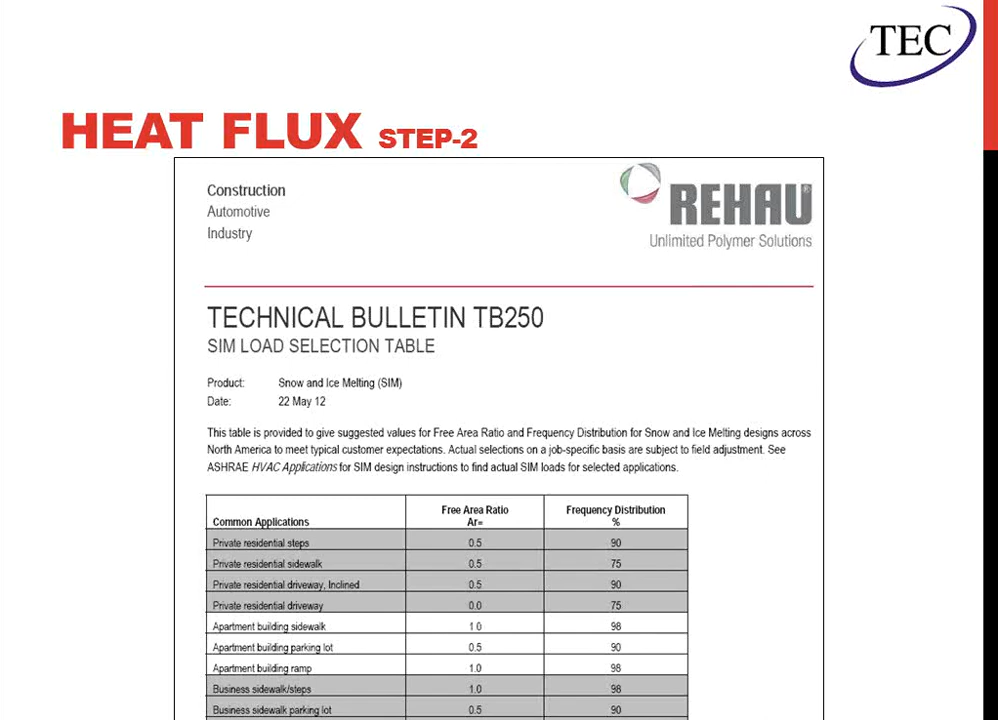 TEC
HEAT FLUX STEP-2
Construction
Automotive
Industry
REHAU®
Unlimited Polymer Solutions
TECHNICAL BULLETIN TB250
SIM LOAD SELECTION TABLE
Product: Snow and Ice Melting (SIM)
Date: 22 May 12
This table is provided to give suggested values for Free Area Ratio and Frequency Distribution for Snow and Ice Melting designs across
North America to meet typical customer expectations. Actual selections on a job-specific basis are subject to field adjustment. See
ASHRAE HVAC Applications for SIM design instructions to find actual SIM loads for selected applications.
Common Applications Free Area Ratio Ar= Frequency Distribution %
Private residential steps 0.5 90
Private residential sidewalk 0.5 75
Private residential driveway, Inclined 0.5 90
Private residential driveway 0.0 75
Apartment building sidewalk 1.0 98
Apartment building parking lot 0.5 90
Apartment building ramp 1.0 98
Business sidewalk/steps 1.0 98
Business sidewalk parking lot 0.5 90